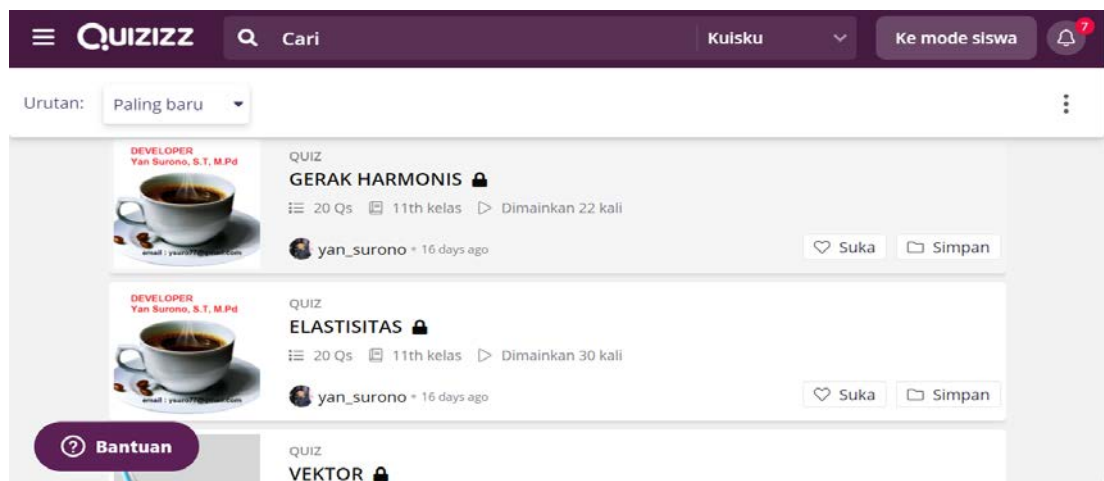 QUIZIZZ
Cari
Kuisku
Ke mode siswa
7
Urutan:
Paling baru
DEVELOPER
Yan Surono, S.T, M.Pd
QUIZ
GERAK HARMONIS
20 Qs 11th kelas Dimainkan 22 kali
yan_surono • 16 days ago
Suka
Simpan
DEVELOPER
Yan Surono, S.T, M.Pd
QUIZ
ELASTISITAS
20 Qs 11th kelas Dimainkan 30 kali
yan_surono • 16 days ago
Suka
Simpan
Bantuan
QUIZ
VEKTOR